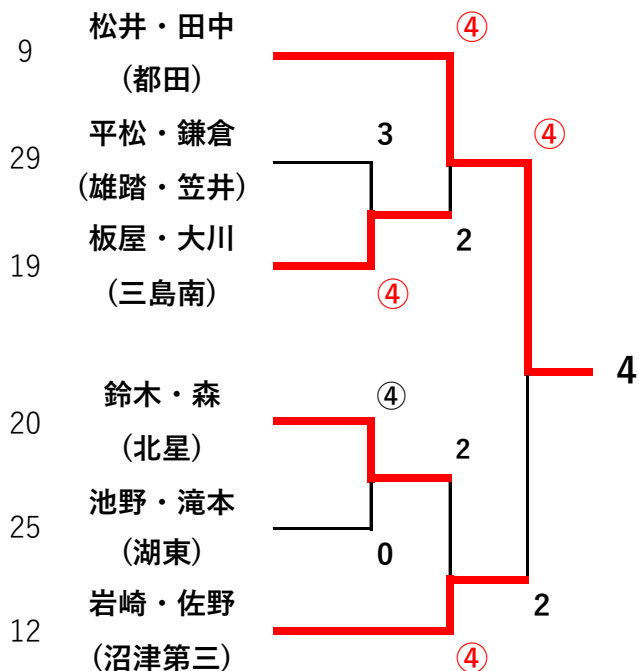 松井・田中
④
9
(都田)
平松・鎌倉
3
④
29
(雄踏・笠井)
板屋・大川
2
19
(三島南)
④
4
鈴木・森
④
20
(北星)
2
池野・滝本
25
(湖東)
0
岩崎・佐野
2
12
(沼津第三)
④